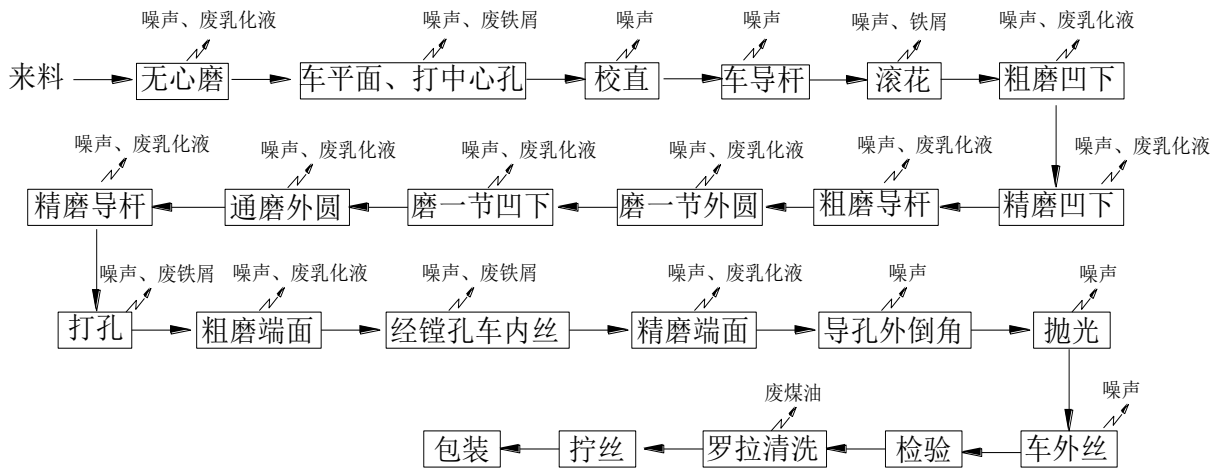 噪声、废乳化液
噪声、废铁屑
噪声
噪声
噪声、铁屑
噪声、废乳化液
来料
无心磨
车平面、打中心孔
校直
车导杆
滚花
粗磨凹下
噪声、废乳化液
噪声、废乳化液
噪声、废乳化液
噪声、废乳化液
噪声、废乳化液
噪声、废乳化液
精磨导杆
通磨外圆
磨一节凹下
磨一节外圆
粗磨导杆
精磨凹下
噪声、废铁屑
噪声、废乳化液
噪声、废铁屑
噪声、废乳化液
噪声
噪声
打孔
粗磨端面
经镗孔车内丝
精磨端面
导孔外倒角
抛光
废煤油
噪声
包装
拧丝
罗拉清洗
检验
车外丝